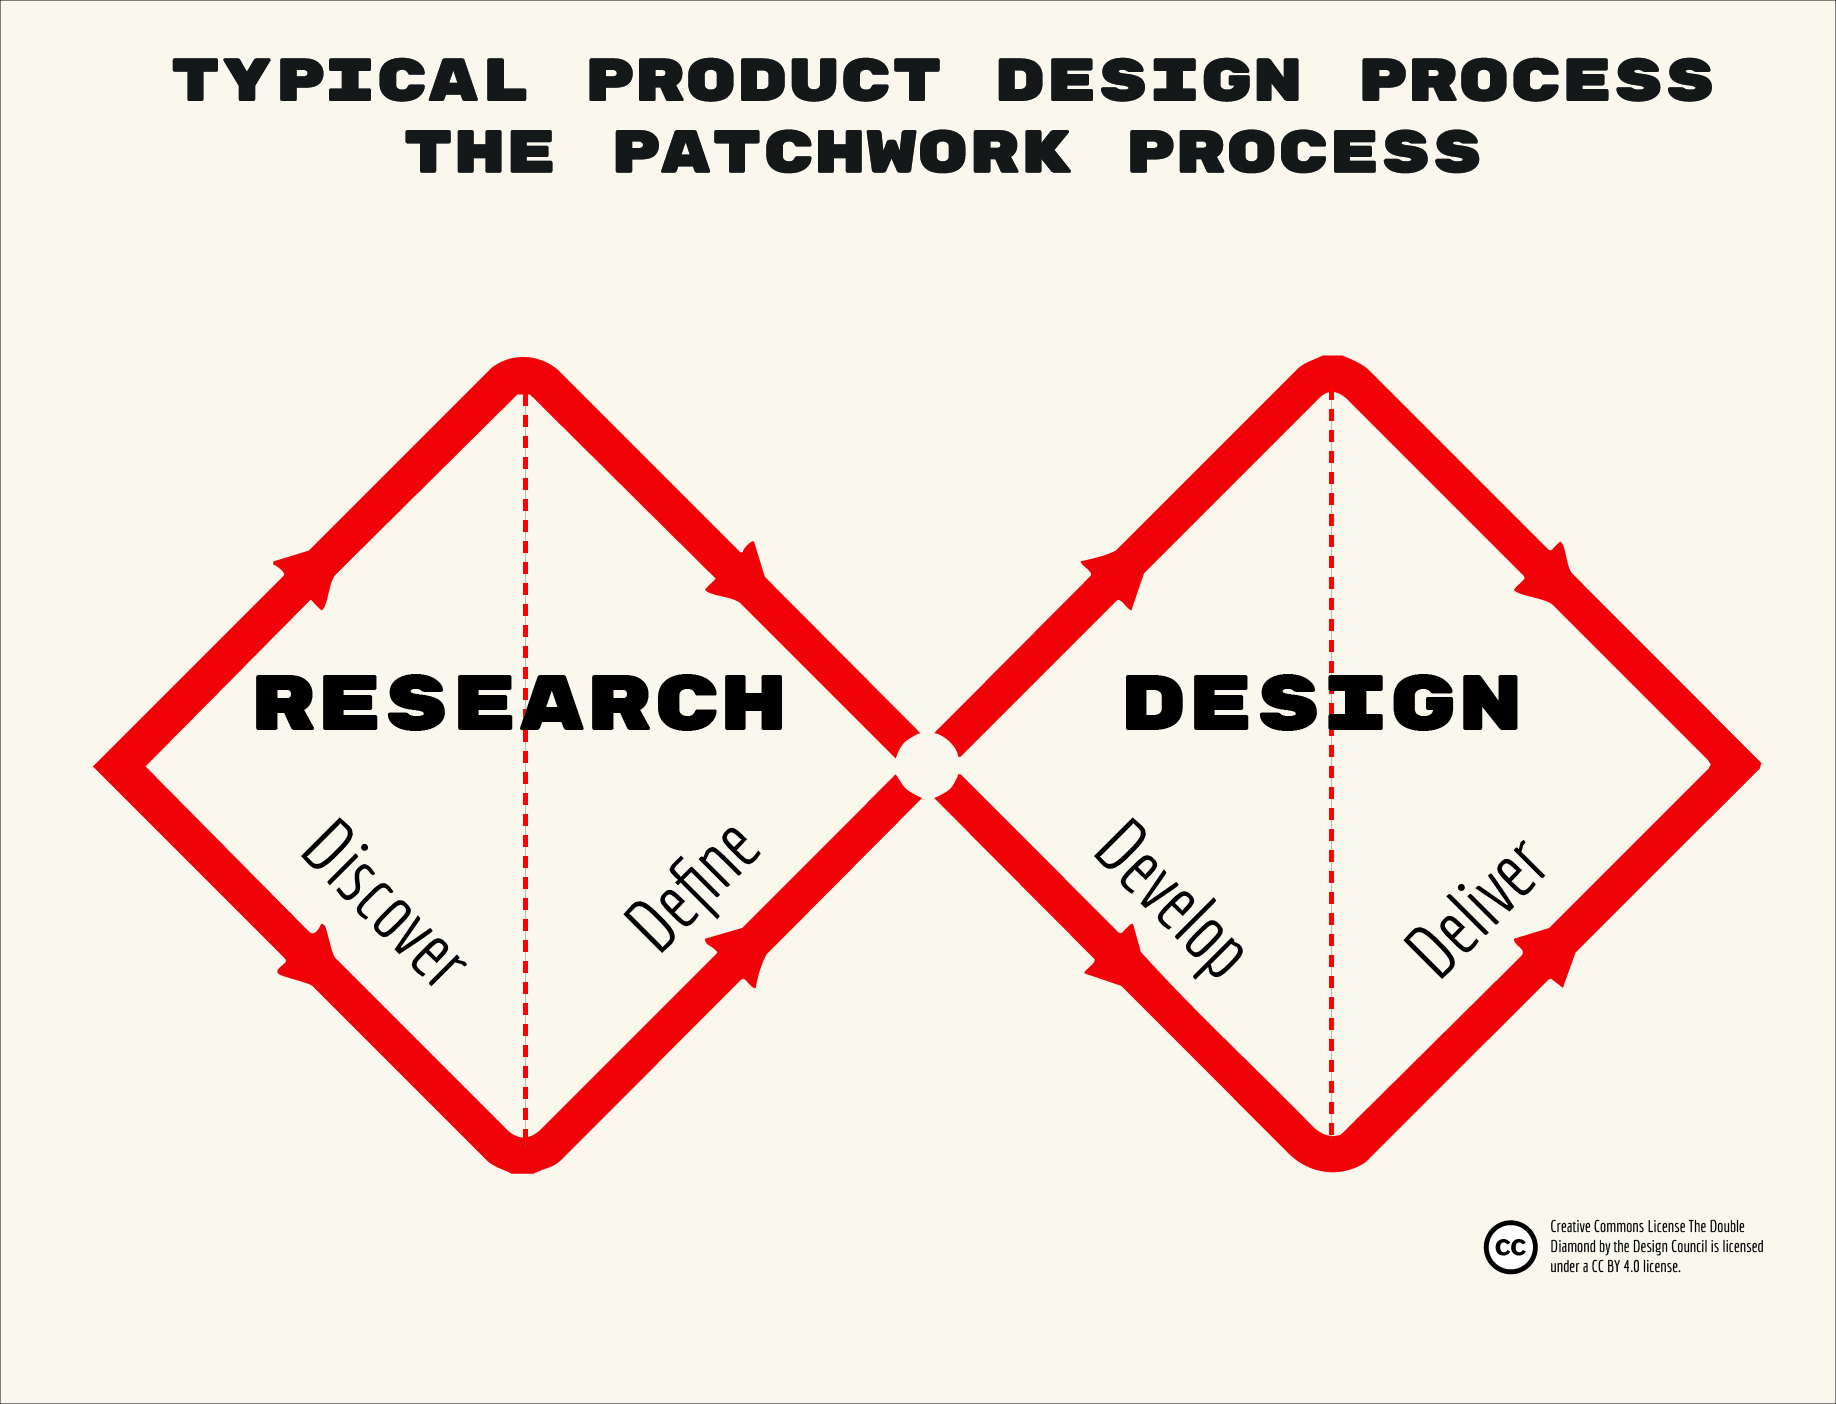 TYPICAL PRODUCT DESIGN PROCESS
THE PATCHWORK PROCESS
RESEARCH
DESIGN
Discover
Define
Develop
Deliver
CC
Creative Commons License The Double
Diamond by the Design Council is licensed
under a CC BY 4.0 license.